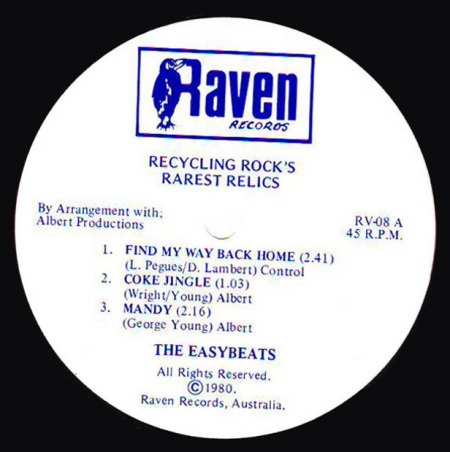 Raven
RECORDS
RECYCLING ROCK'S
RAREST RELICS
By Arrangement with;
Albert Productions
RV-08 A
45 R.P.M.
1. FIND MY WAY BACK HOME (2.41)
(L. Pegues/D. Lambert) Control
2. COKE JINGLE (1.03)
(Wright/Young) Albert
3. MANDY (2.16)
(George Young) Albert
THE EASYBEATS
All Rights Reserved.
©1980.
Raven Records, Australia.